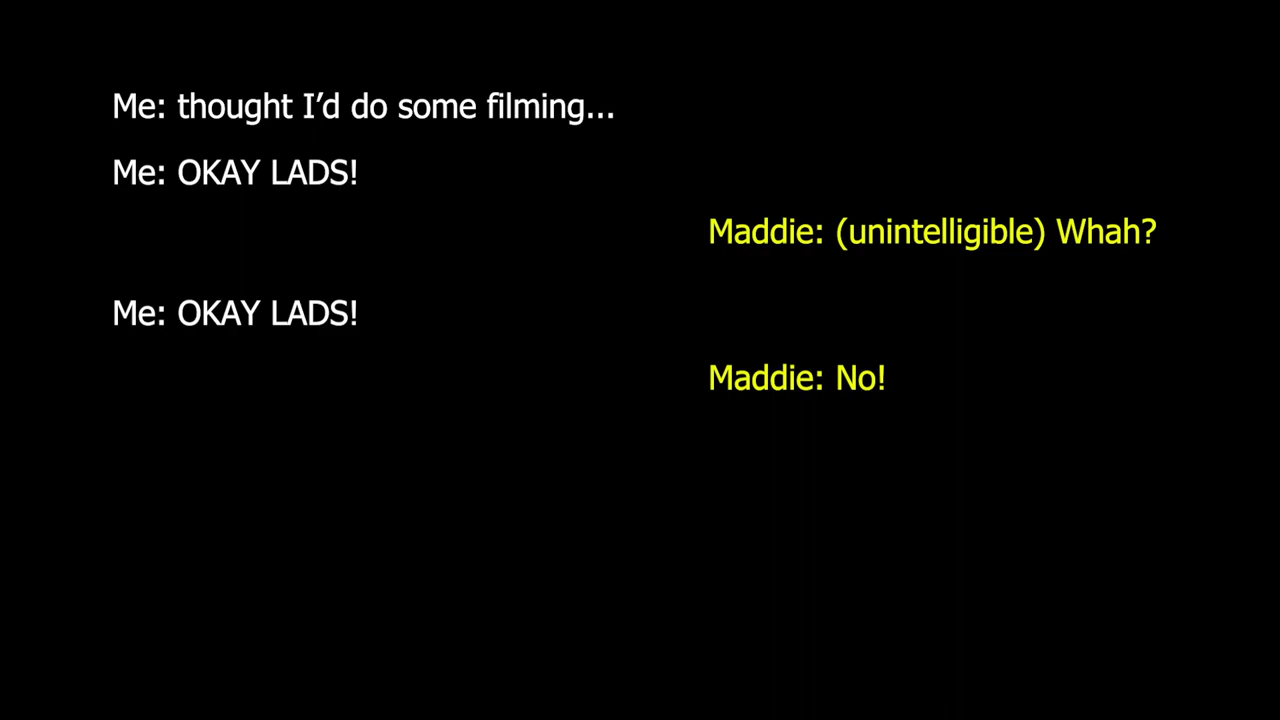 Me: thought I’d do some filming...
Me: OKAY LADS!
Maddie: (unintelligible) Whah?
Me: OKAY LADS!
Maddie: No!